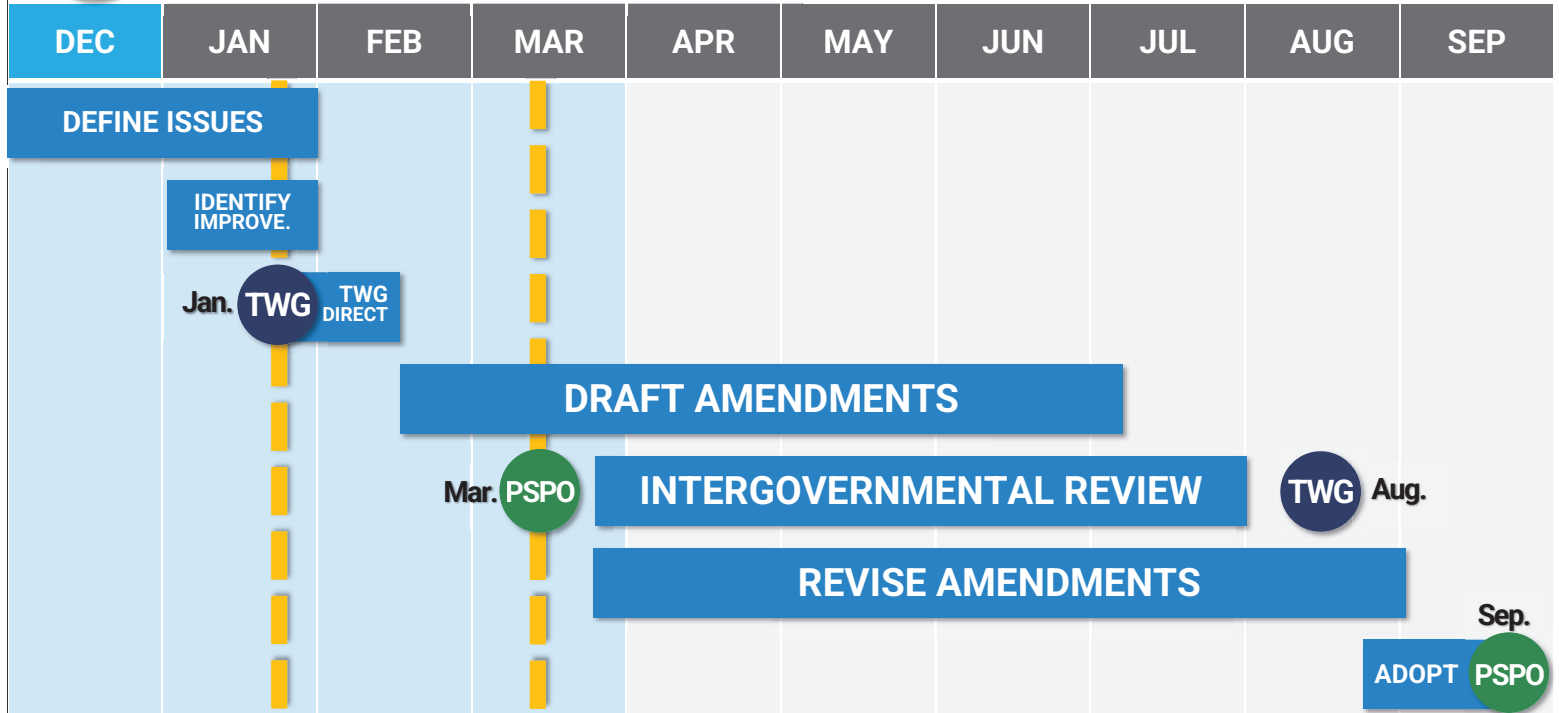 DEC JAN FEB MAR APR MAY JUN JUL AUG SEP
DEFINE ISSUES
IDENTIFY
IMPROVE.
Jan. TWG
TWG
DIRECT
DRAFT AMENDMENTS
Mar. PSPO INTERGOVERNMENTAL REVIEW TWG Aug.
REVISE AMENDMENTS
Sep.
ADOPT PSPO